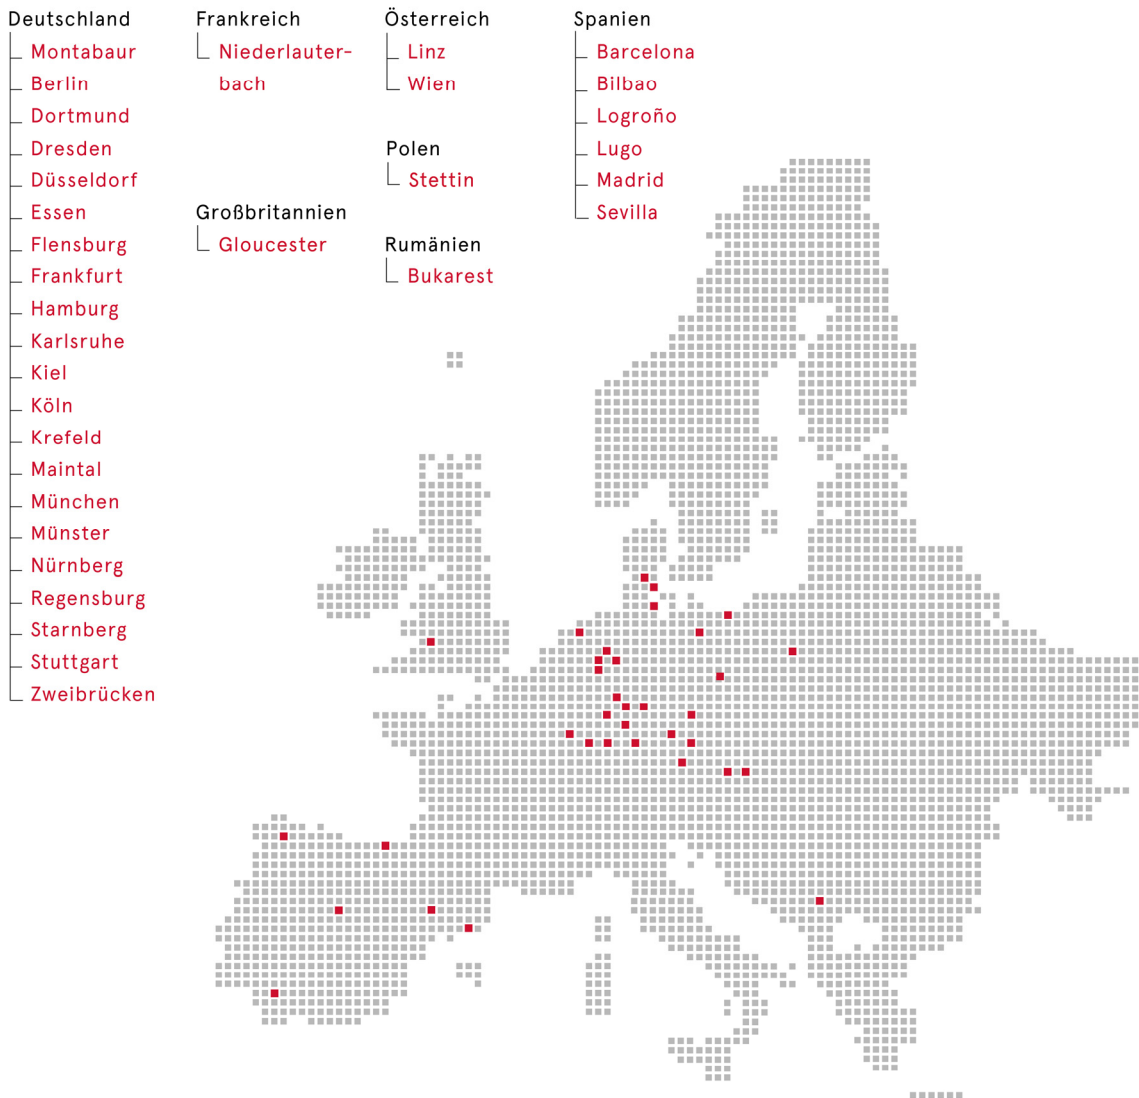 Deutschland
Montabaur
Berlin
Dortmund
Dresden
Düsseldorf
Essen
Flensburg
Frankfurt
Hamburg
Karlsruhe
Kiel
Köln
Krefeld
Maintal
München
Münster
Nürnberg
Regensburg
Starnberg
Stuttgart
Zweibrücken
Frankreich
Niederlauter-
bach
Großbritannien
Gloucester
Österreich
Linz
Wien
Polen
Stettin
Rumänien
Bukarest
Spanien
Barcelona
Bilbao
Logroño
Lugo
Madrid
Sevilla